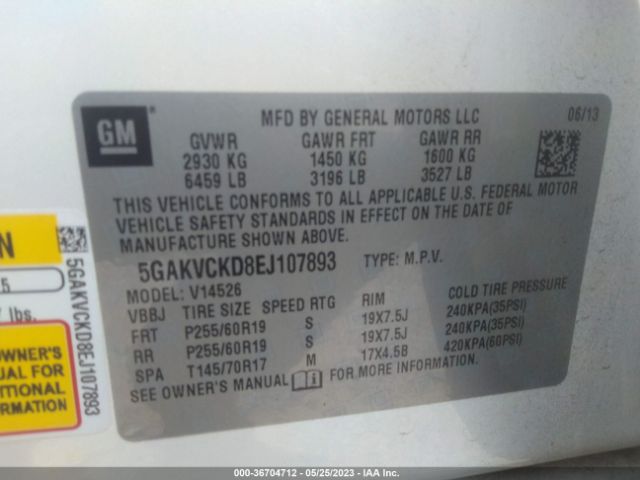 GM
MFD BY GENERAL MOTORS LLC 06/13
GVWR GAWR FRT GAWR RR
2930 KG 1450 KG 1600 KG
6459 LB 3196 LB 3527 LB
THIS VEHICLE CONFORMS TO ALL APPLICABLE U.S. FEDERAL MOTOR
VEHICLE SAFETY STANDARDS IN EFFECT ON THE DATE OF
MANUFACTURE SHOWN ABOVE.
5GAKVCKD8EJ107893 TYPE: M.P.V.
MODEL: V14526
VBBJ TIRE SIZE SPEED RTG RIM COLD TIRE PRESSURE
FRT P255/60R19 S 19X7.5J 240KPA(35PSI)
RR P255/60R19 S 19X7.5J 240KPA(35PSI)
SPA T145/70R17 M 17X4.5B 420KPA(60PSI)
SEE OWNER'S MANUAL FOR MORE INFORMATION.
N
5
lbs.
5GAKVCKD8EJ107893
OWNER'S
UAL FOR
ITIONAL
RMATION
000-36704712 - 05/25/2023 - IAA Inc.